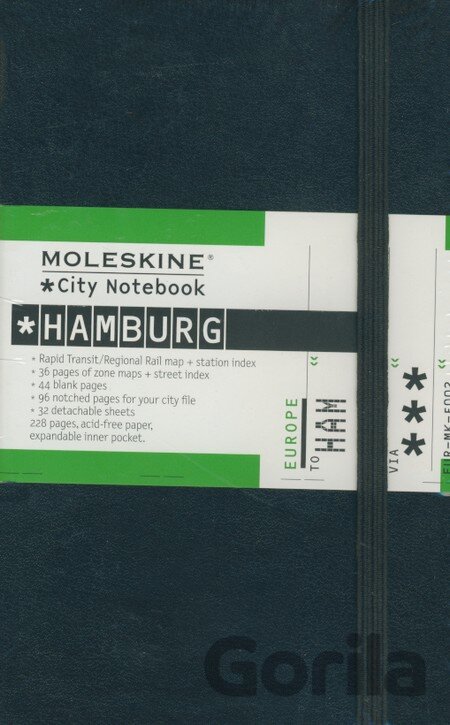 MOLESKINE®
*City Notebook
*HAMBURG
* Rapid Transit/Regional Rail map + station index
* 36 pages of zone maps + street index
* 44 blank pages
* 96 notched pages for your city file
* 32 detachable sheets
228 pages, acid-free paper,
expandable inner pocket.
EUROPE
TO HAM
VIA ***
Gorila